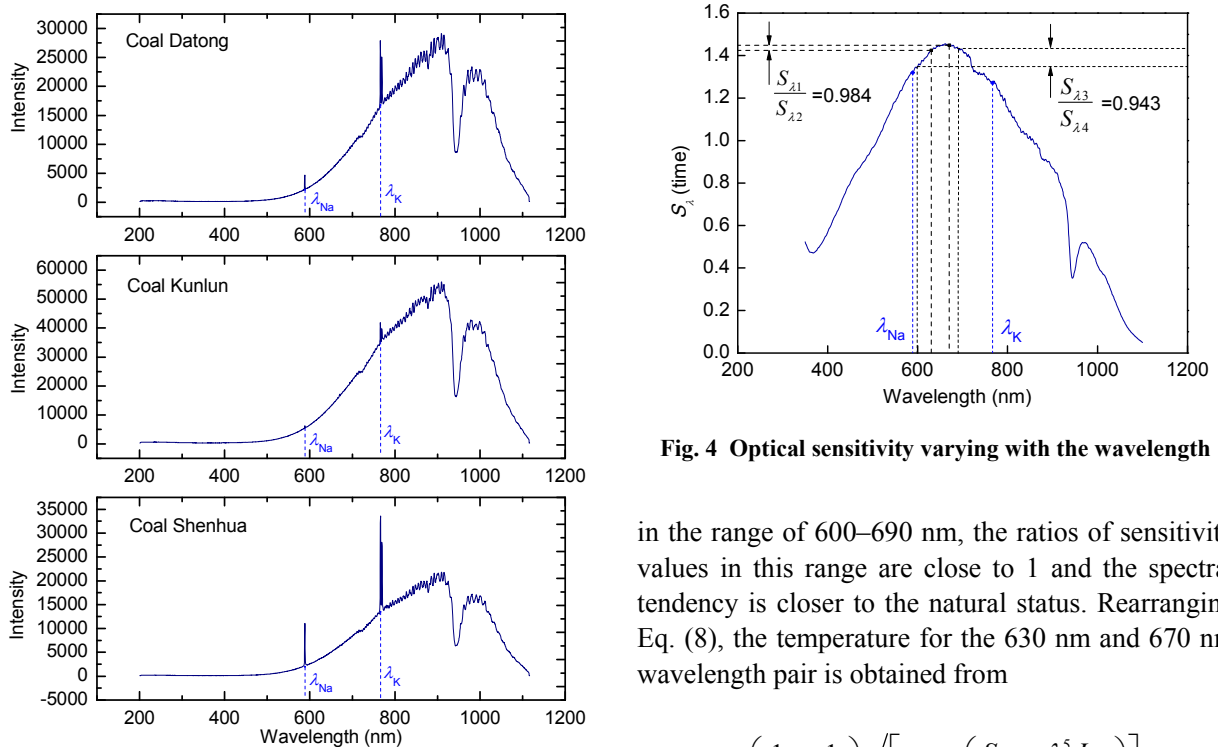 Coal Datong
Intensity
30000
25000
20000
15000
10000
5000
0
λNa
λK
200 400 600 800 1000 1200
Coal Kunlun
Intensity
60000
50000
40000
30000
20000
10000
0
λNa
λK
200 400 600 800 1000 1200
Coal Shenhua
Intensity
35000
30000
25000
20000
15000
10000
5000
0
-5000
λNa
λK
200 400 600 800 1000 1200
Wavelength (nm)
1.6
1.4
1.2
1.0
0.8
0.6
0.4
0.2
0.0
Sλ (time)
Sλ1/Sλ2 =0.984
Sλ3/Sλ4 =0.943
λNa
λK
200 400 600 800 1000 1200
Wavelength (nm)
Fig. 4 Optical sensitivity varying with the wavelength
in the range of 600–690 nm, the ratios of sensitivit
values in this range are close to 1 and the spectra
tendency is closer to the natural status. Rearrangin
Eq. (8), the temperature for the 630 nm and 670 nm
wavelength pair is obtained from